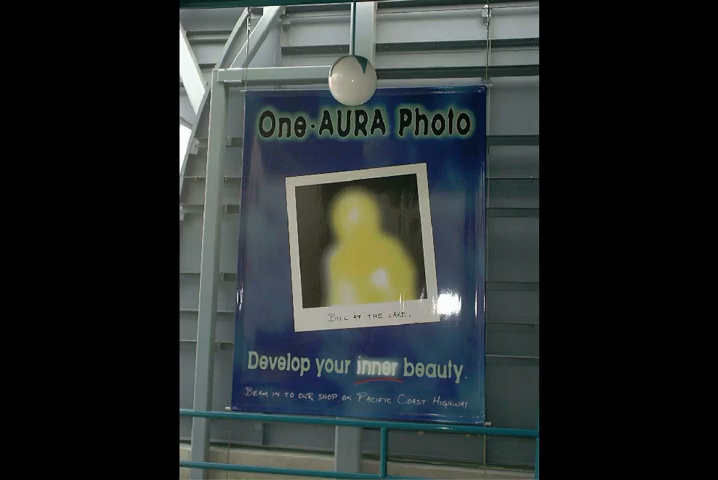 One-AURA Photo
BILL AT THE LAKE.
Develop your inner beauty.
BEAM IN TO OUR SHOP ON PACIFIC COAST HIGHWAY